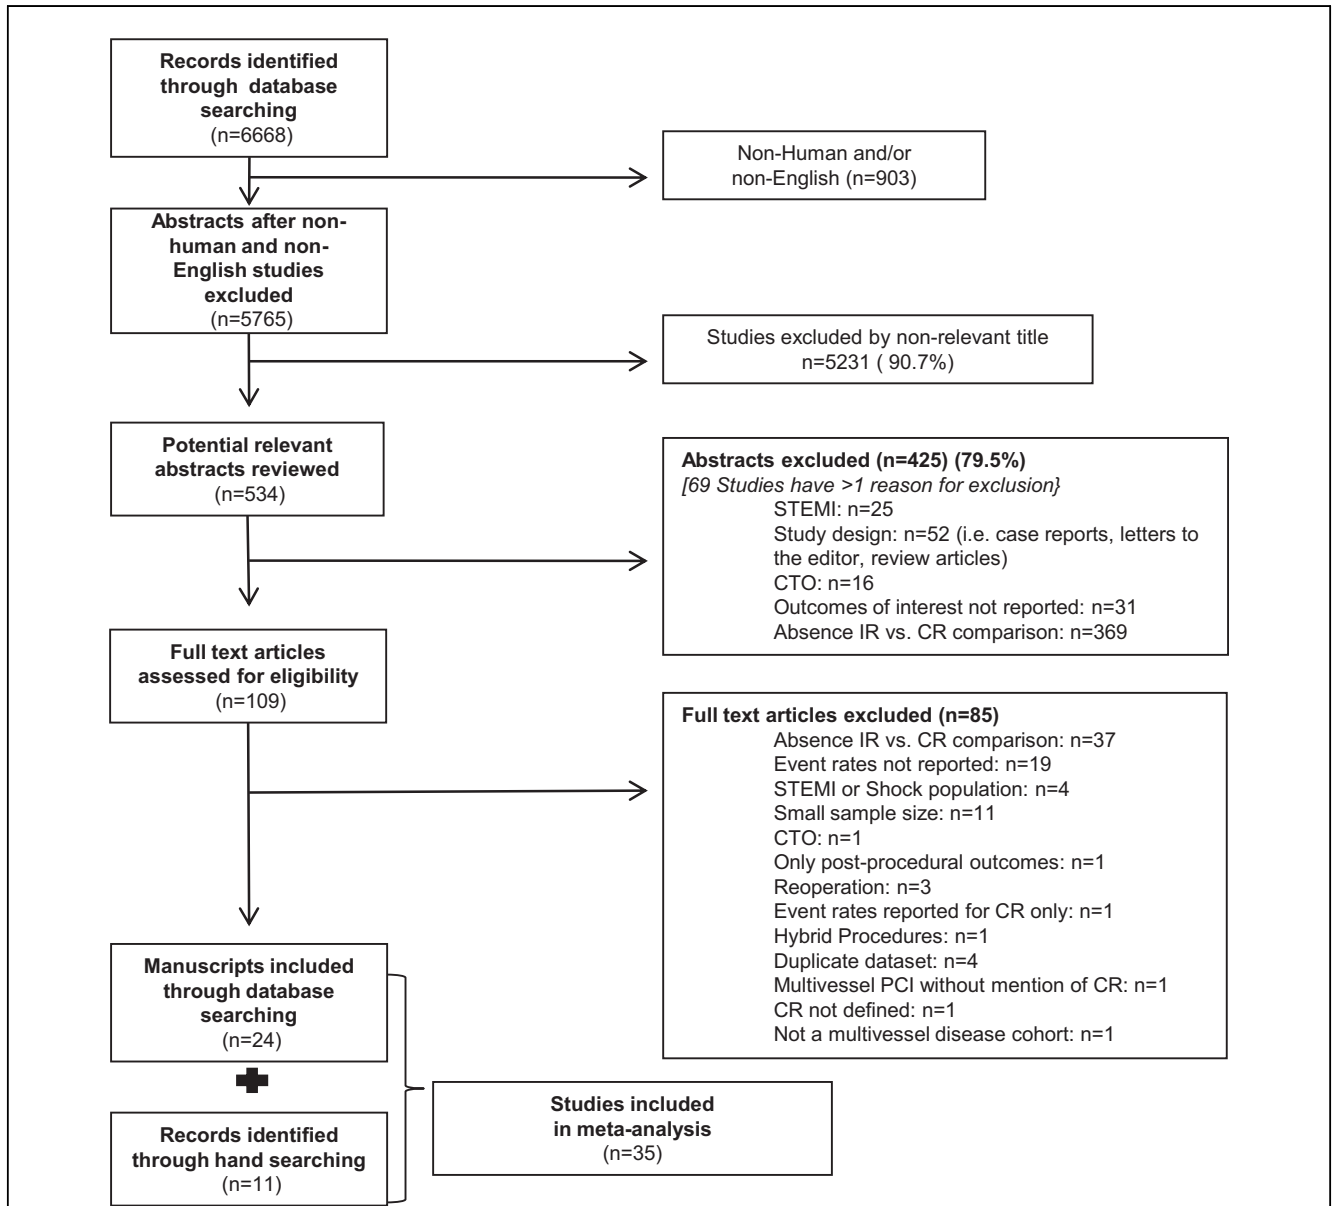 Records identified
through database
searching
(n=6668)
Non-Human and/or
non-English (n=903)
Abstracts after non-
human and non-
English studies
excluded
(n=5765)
Studies excluded by non-relevant title
n=5231 ( 90.7%)
Potential relevant
abstracts reviewed
(n=534)
Abstracts excluded (n=425) (79.5%)
[69 Studies have >1 reason for exclusion}
STEMI: n=25
Study design: n=52 (i.e. case reports, letters to
the editor, review articles)
CTO: n=16
Outcomes of interest not reported: n=31
Absence IR vs. CR comparison: n=369
Full text articles
assessed for eligibility
(n=109)
Full text articles excluded (n=85)
Absence IR vs. CR comparison: n=37
Event rates not reported: n=19
STEMI or Shock population: n=4
Small sample size: n=11
CTO: n=1
Only post-procedural outcomes: n=1
Reoperation: n=3
Event rates reported for CR only: n=1
Hybrid Procedures: n=1
Duplicate dataset: n=4
Multivessel PCI without mention of CR: n=1
CR not defined: n=1
Not a multivessel disease cohort: n=1
Manuscripts included
through database
searching
(n=24)
Records identified
through hand searching
(n=11)
Studies included
in meta-analysis
(n=35)